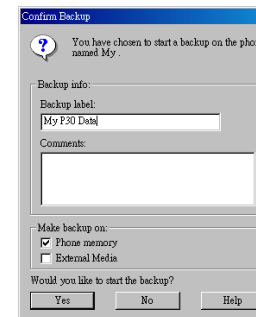 Confirm Backup
You have chosen to start a backup on the pho
named My .
Backup info:
Backup label:
My P30 Data
Comments:
Make backup on:
Phone memory
External Media
Would you like to start the backup?
Yes No Help